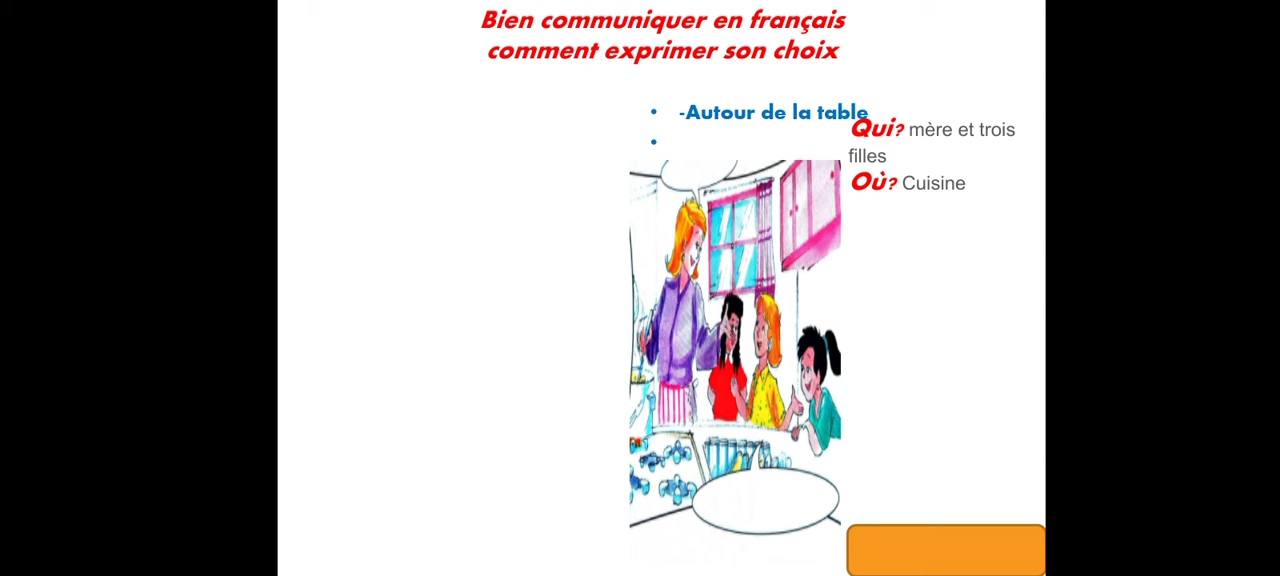 Bien communiquer en français
comment exprimer son choix
• -Autour de la table
•
Qui? mère et trois
filles
Où? Cuisine